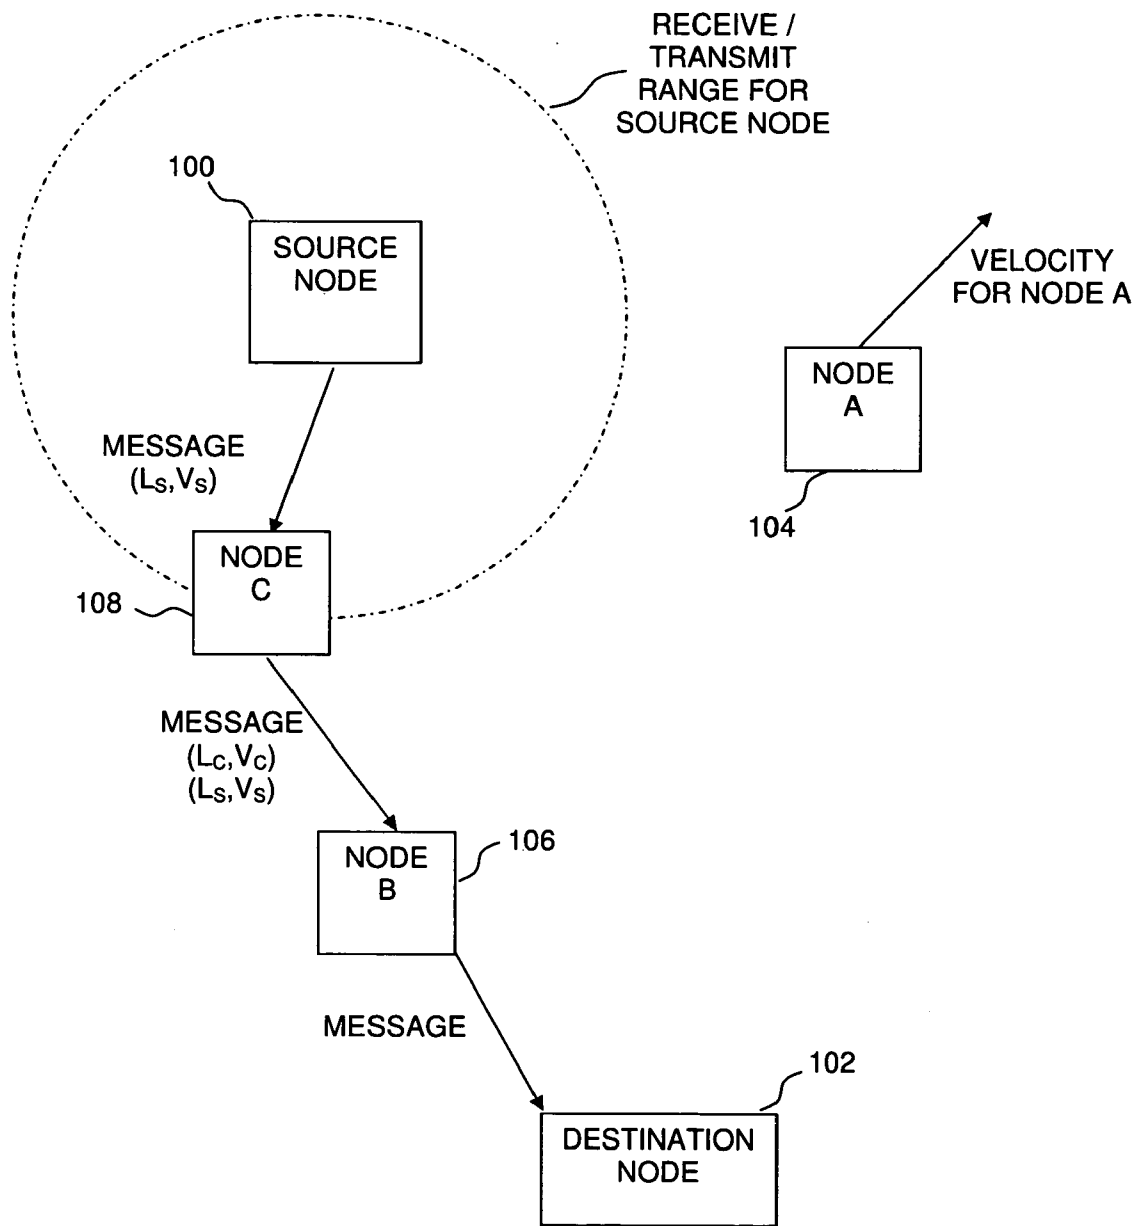 RECEIVE /
TRANSMIT
RANGE FOR
SOURCE NODE
100
SOURCE
NODE
VELOCITY
FOR NODE A
NODE
A
104
MESSAGE
(LS,VS)
NODE
C
108
MESSAGE
(LC,VC)
(LS,VS)
NODE
B
106
MESSAGE
102
DESTINATION
NODE